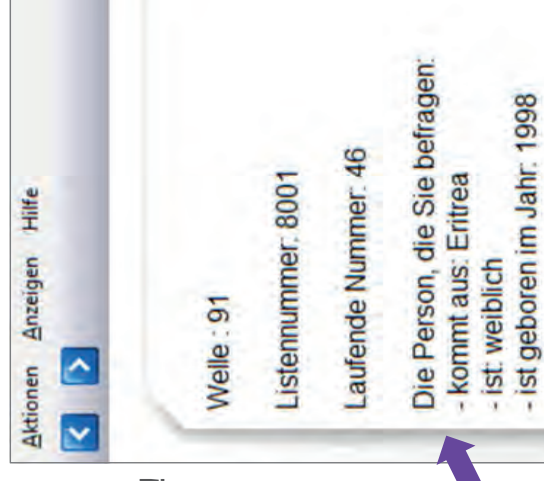 Aktionen Anzeigen Hilfe
Welle : 91
Listennummer: 8001
Laufende Nummer: 46
Die Person, die Sie befragen:
- kommt aus: Eritrea
- ist: weiblich
- ist geboren im Jahr: 1998